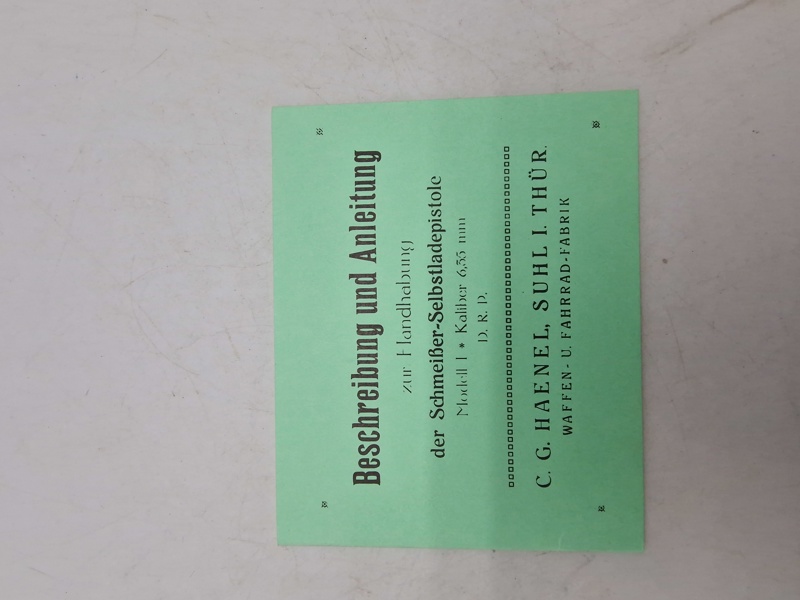 Beschreibung und Anleitung
zur Handhabung
der Schmeißer-Selbstladepistole
Modell I * Kaliber 6,35 mm
D. R. P.
C. G. HAENEL, SUHL I. THÜR.
WAFFEN- U. FAHRRAD-FABRIK